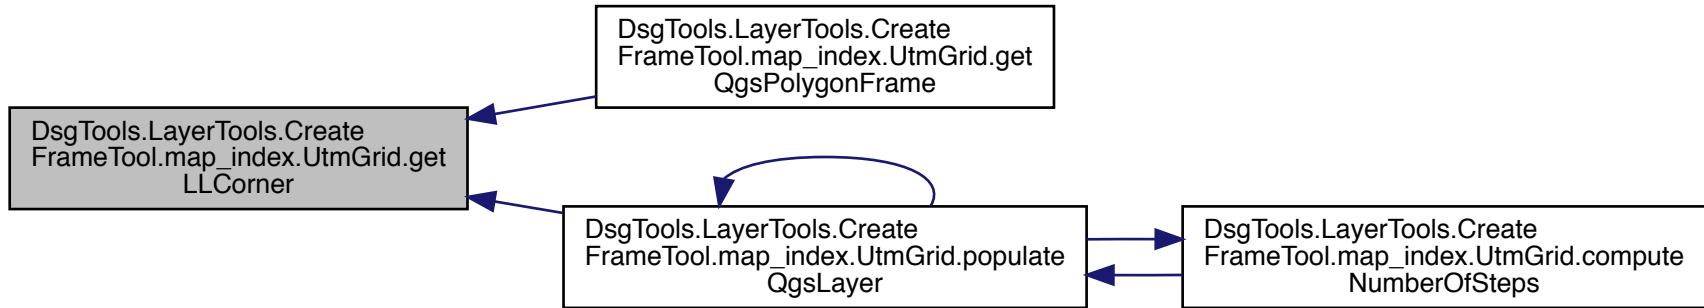 DsgTools.LayerTools.Create
FrameTool.map_index.UtmGrid.get
QgsPolygonFrame
DsgTools.LayerTools.Create
FrameTool.map_index.UtmGrid.get
LLCorner
DsgTools.LayerTools.Create
FrameTool.map_index.UtmGrid.populate
QgsLayer
DsgTools.LayerTools.Create
FrameTool.map_index.UtmGrid.compute
NumberOfSteps